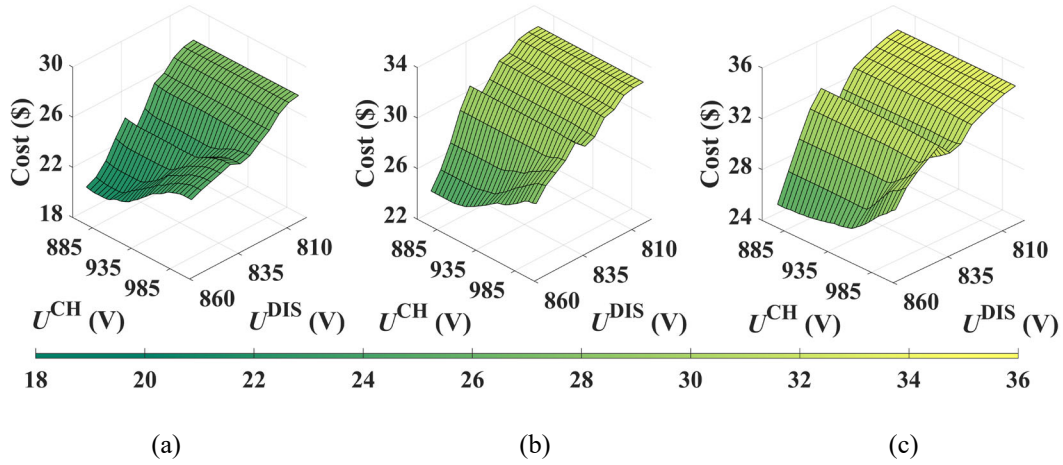 30
26
22
18
Cost ($)
885
935
985
860
835
810
U^CH (V)
U^DIS (V)
34
30
26
22
Cost ($)
885
935
985
860
835
810
U^CH (V)
U^DIS (V)
36
32
28
24
Cost ($)
885
935
985
860
835
810
U^CH (V)
U^DIS (V)
18 20 22 24 26 28 30 32 34 36
(a) (b) (c)